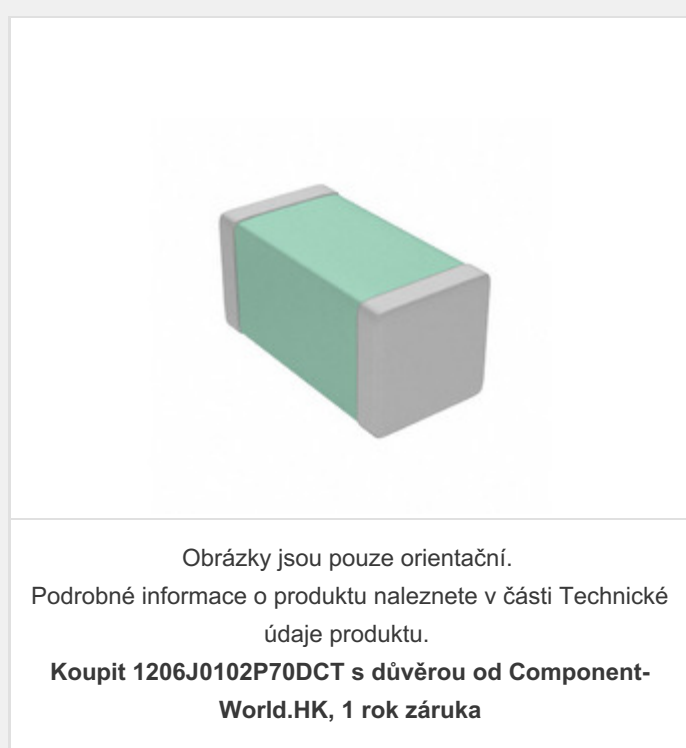 Obrázky jsou pouze orientační.
Podrobné informace o produktu naleznete v části Technické
údaje produktu.
Koupit 1206J0102P70DCT s důvěrou od Component-
World.HK, 1 rok záruka